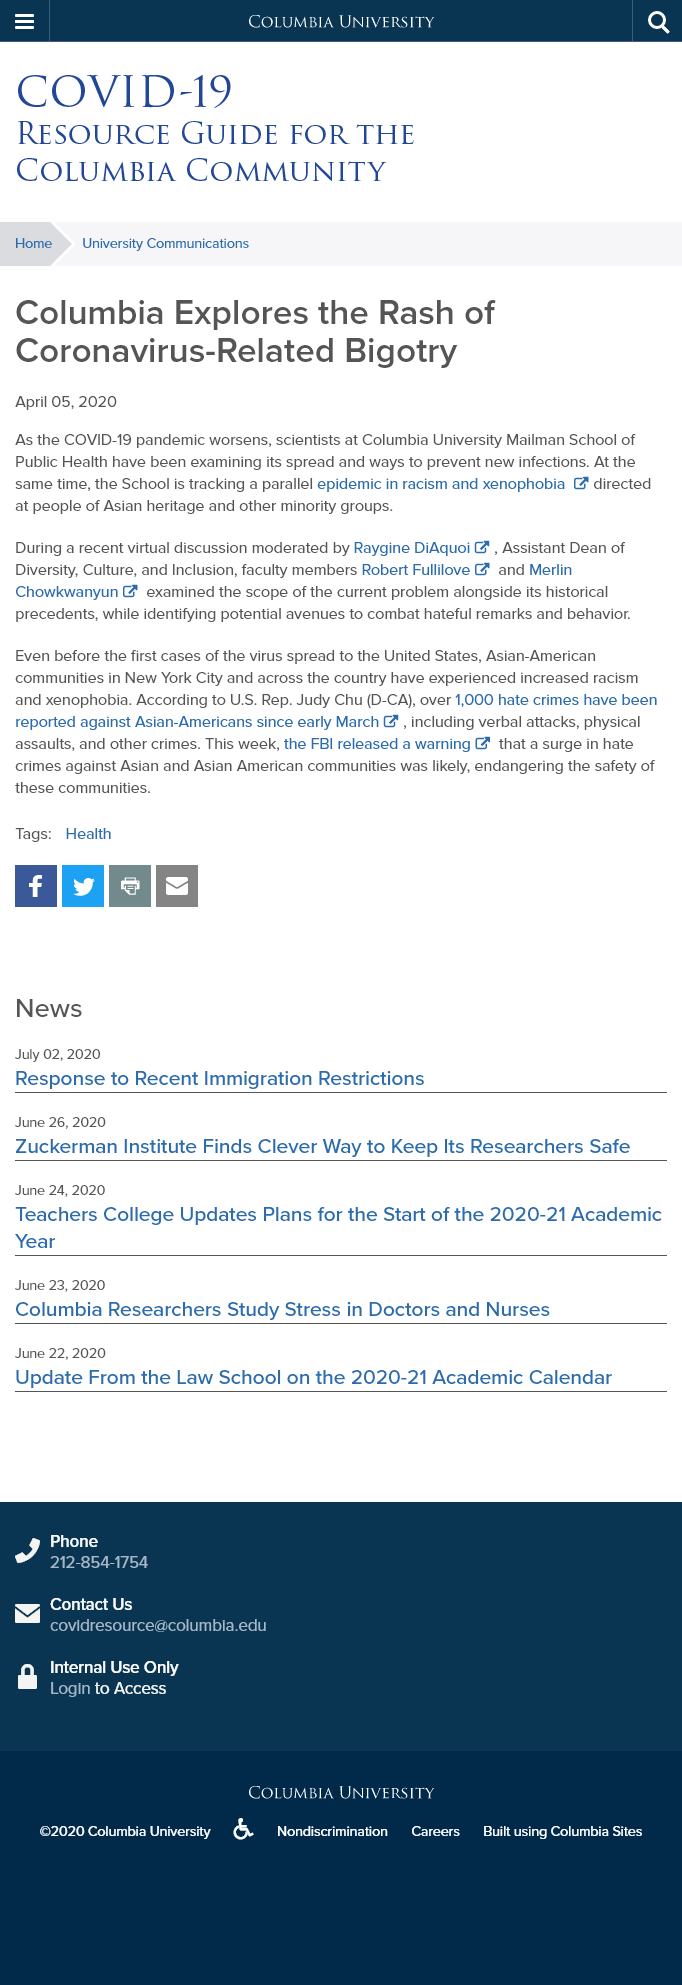 Columbia University
COVID-19
Resource Guide for the
Columbia Community
Home
University Communications
Columbia Explores the Rash of
Coronavirus-Related Bigotry
April 05, 2020
As the COVID-19 pandemic worsens, scientists at Columbia University Mailman School of
Public Health have been examining its spread and ways to prevent new infections. At the
same time, the School is tracking a parallel epidemic in racism and xenophobia directed
at people of Asian heritage and other minority groups.
During a recent virtual discussion moderated by Raygine DiAquoi , Assistant Dean of
Diversity, Culture, and Inclusion, faculty members Robert Fullilove and Merlin
Chowkwanyun examined the scope of the current problem alongside its historical
precedents, while identifying potential avenues to combat hateful remarks and behavior.
Even before the first cases of the virus spread to the United States, Asian-American
communities in New York City and across the country have experienced increased racism
and xenophobia. According to U.S. Rep. Judy Chu (D-CA), over 1,000 hate crimes have been
reported against Asian-Americans since early March , including verbal attacks, physical
assaults, and other crimes. This week, the FBI released a warning that a surge in hate
crimes against Asian and Asian American communities was likely, endangering the safety of
these communities.
Tags: Health
News
July 02, 2020
Response to Recent Immigration Restrictions
June 26, 2020
Zuckerman Institute Finds Clever Way to Keep Its Researchers Safe
June 24, 2020
Teachers College Updates Plans for the Start of the 2020-21 Academic
Year
June 23, 2020
Columbia Researchers Study Stress in Doctors and Nurses
June 22, 2020
Update From the Law School on the 2020-21 Academic Calendar
Phone
212-854-1754
Contact Us
covidresource@columbia.edu
Internal Use Only
Login to Access
Columbia University
©2020 Columbia University Nondiscrimination Careers Built using Columbia Sites